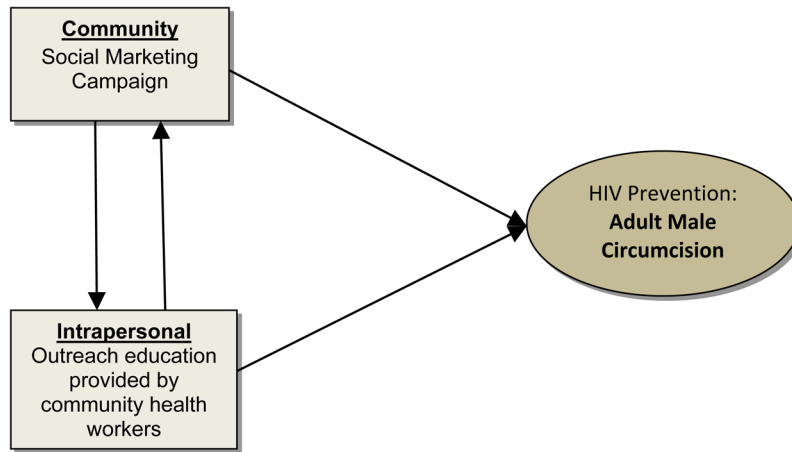 Community
Social Marketing
Campaign
HIV Prevention:
Adult Male
Circumcision
Intrapersonal
Outreach education
provided by
community health
workers